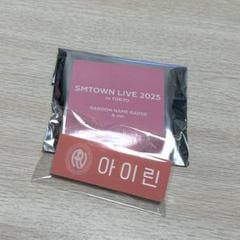 SMTOWN LIVE 2025
in TOKYO
RANDOM NAME BADGE
아이린